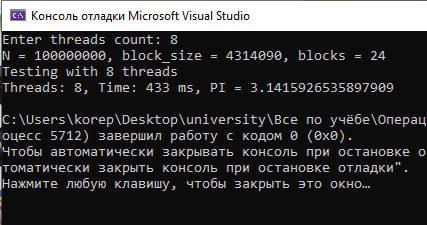 Консоль отладки Microsoft Visual Studio
Enter threads count: 8
N = 100000000, block_size = 4314090, blocks = 24
Testing with 8 threads
Threads: 8, Time: 433 ms, PI = 3.1415926535897909
C:\Users\korep\Desktop\university\Все по учёбе\Операц
оцесс 5712) завершил работу с кодом 0 (0x0).
Чтобы автоматически закрывать консоль при остановке о
томатически закрыть консоль при остановке отладки".
Нажмите любую клавишу, чтобы закрыть это окно…